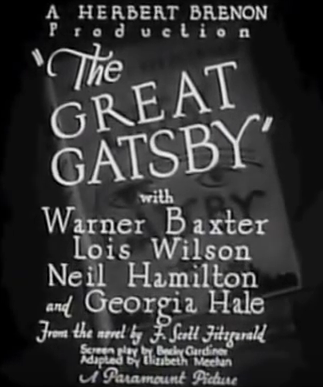 A HERBERT BRENON
Production
"The
GREAT
GATSBY"
with
Warner Baxter
Lois Wilson
Neil Hamilton
and Georgia Hale
From the novel by F. Scott Fitzgerald
Screen play by Becky Gardiner
Adapted by Elizabeth Meehan
A Paramount Picture